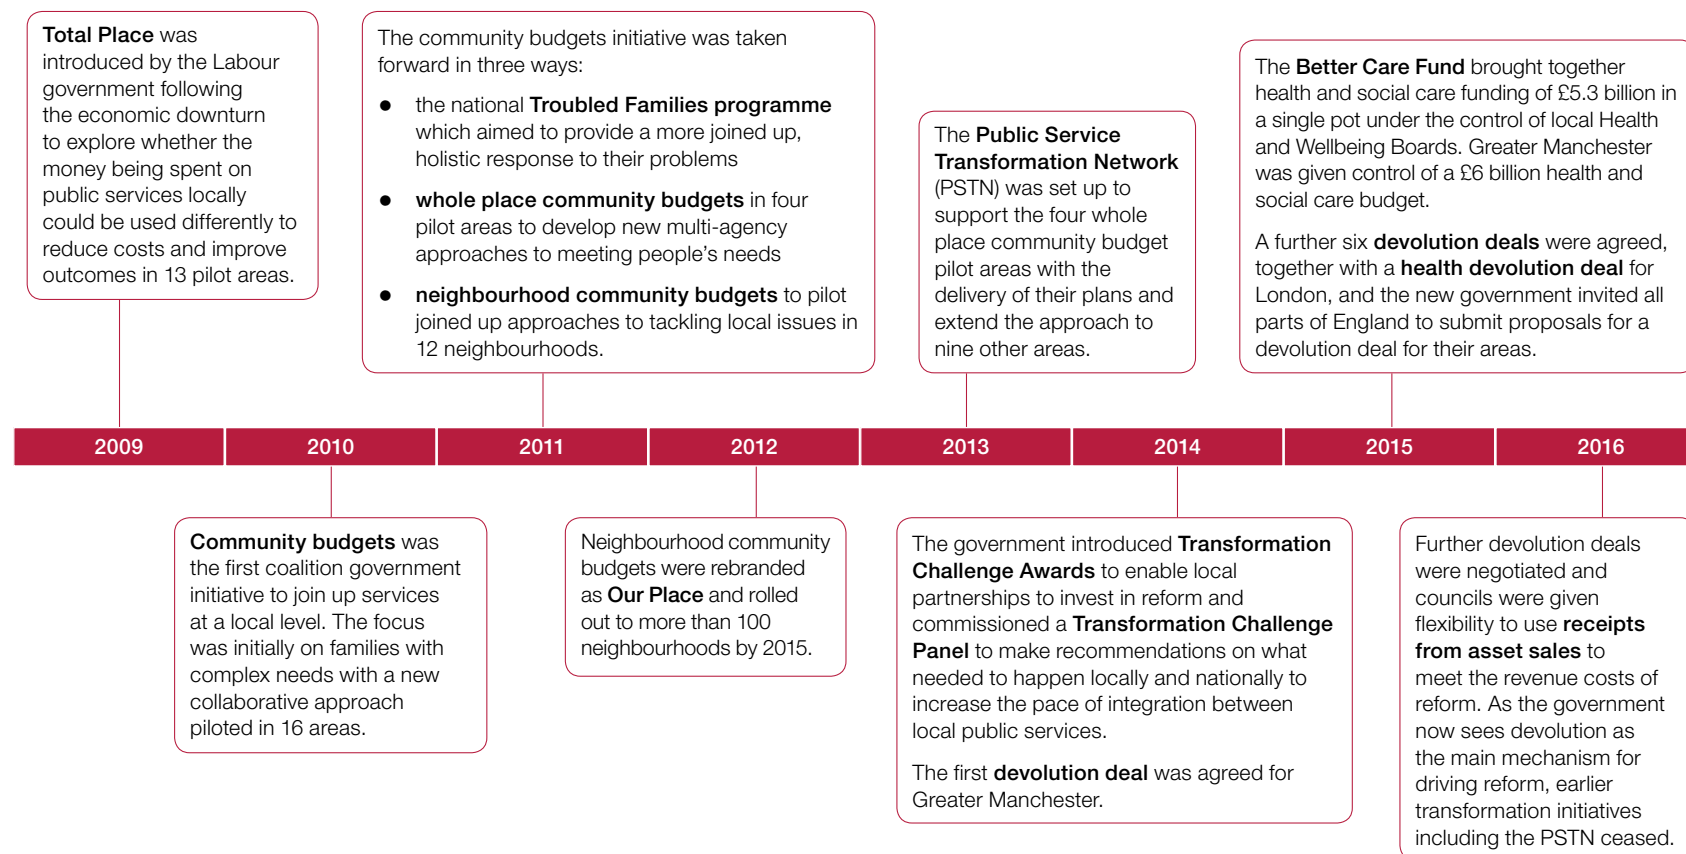 Total Place was
introduced by the Labour
government following
the economic downturn
to explore whether the
money being spent on
public services locally
could be used differently to
reduce costs and improve
outcomes in 13 pilot areas.
The community budgets initiative was taken
forward in three ways:
● the national Troubled Families programme
which aimed to provide a more joined up,
holistic response to their problems
● whole place community budgets in four
pilot areas to develop new multi-agency
approaches to meeting people's needs
● neighbourhood community budgets to pilot
joined up approaches to tackling local issues in
12 neighbourhoods.
The Public Service
Transformation Network
(PSTN) was set up to
support the four whole
place community budget
pilot areas with the
delivery of their plans and
extend the approach to
nine other areas.
The Better Care Fund brought together
health and social care funding of £5.3 billion in
a single pot under the control of local Health
and Wellbeing Boards. Greater Manchester
was given control of a £6 billion health and
social care budget.
A further six devolution deals were agreed,
together with a health devolution deal for
London, and the new government invited all
parts of England to submit proposals for a
devolution deal for their areas.
2009 2010 2011 2012 2013 2014 2015 2016
Community budgets was
the first coalition government
initiative to join up services
at a local level. The focus
was initially on families with
complex needs with a new
collaborative approach
piloted in 16 areas.
Neighbourhood community
budgets were rebranded
as Our Place and rolled
out to more than 100
neighbourhoods by 2015.
The government introduced Transformation
Challenge Awards to enable local
partnerships to invest in reform and
commissioned a Transformation Challenge
Panel to make recommendations on what
needed to happen locally and nationally to
increase the pace of integration between
local public services.
The first devolution deal was agreed for
Greater Manchester.
Further devolution deals
were negotiated and
councils were given
flexibility to use receipts
from asset sales to
meet the revenue costs of
reform. As the government
now sees devolution as
the main mechanism for
driving reform, earlier
transformation initiatives
including the PSTN ceased.